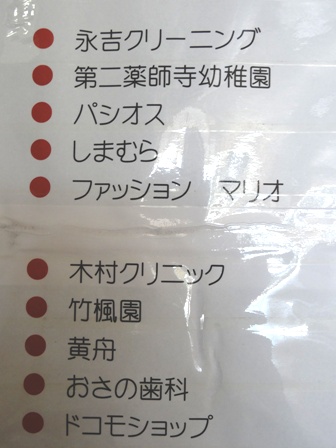 永吉クリーニング
第二薬師寺幼稚園
パシオス
しまむら
ファッション　マリオ
木村クリニック
竹楓園
黄舟
おさの歯科
ドコモショップ